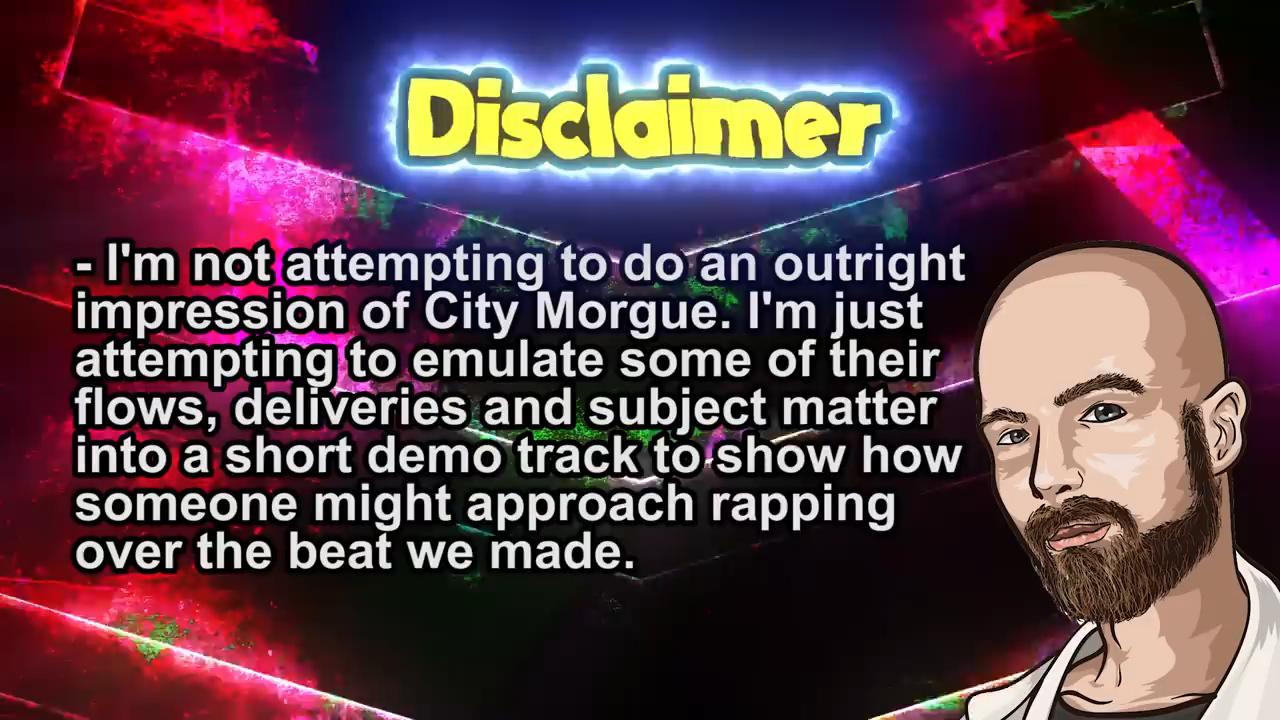 Disclaimer
- I'm not attempting to do an outright
impression of City Morgue. I'm just
attempting to emulate some of their
flows, deliveries and subject matter
into a short demo track to show how
someone might approach rapping
over the beat we made.